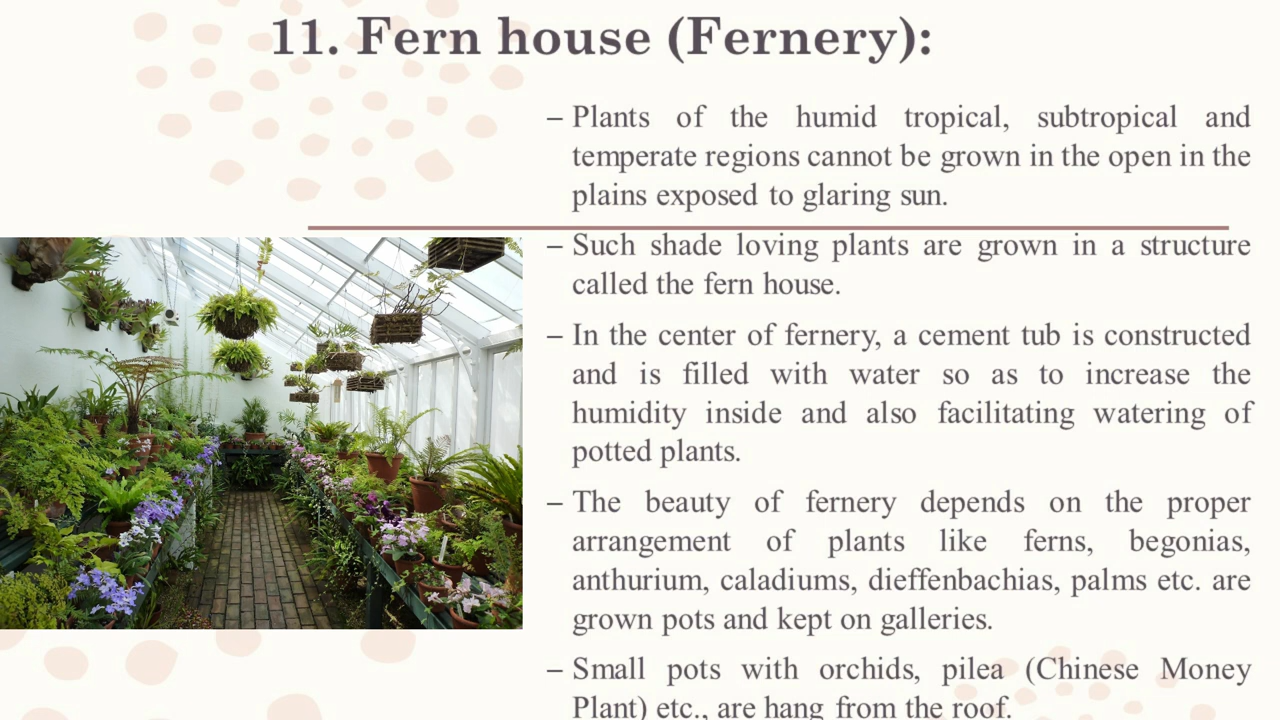 11. Fern house (Fernery):
– Plants of the humid tropical, subtropical and
temperate regions cannot be grown in the open in the
plains exposed to glaring sun.
– Such shade loving plants are grown in a structure
called the fern house.
– In the center of fernery, a cement tub is constructed
and is filled with water so as to increase the
humidity inside and also facilitating watering of
potted plants.
– The beauty of fernery depends on the proper
arrangement of plants like ferns, begonias,
anthurium, caladiums, dieffenbachias, palms etc. are
grown pots and kept on galleries.
– Small pots with orchids, pilea (Chinese Money
Plant) etc., are hang from the roof.